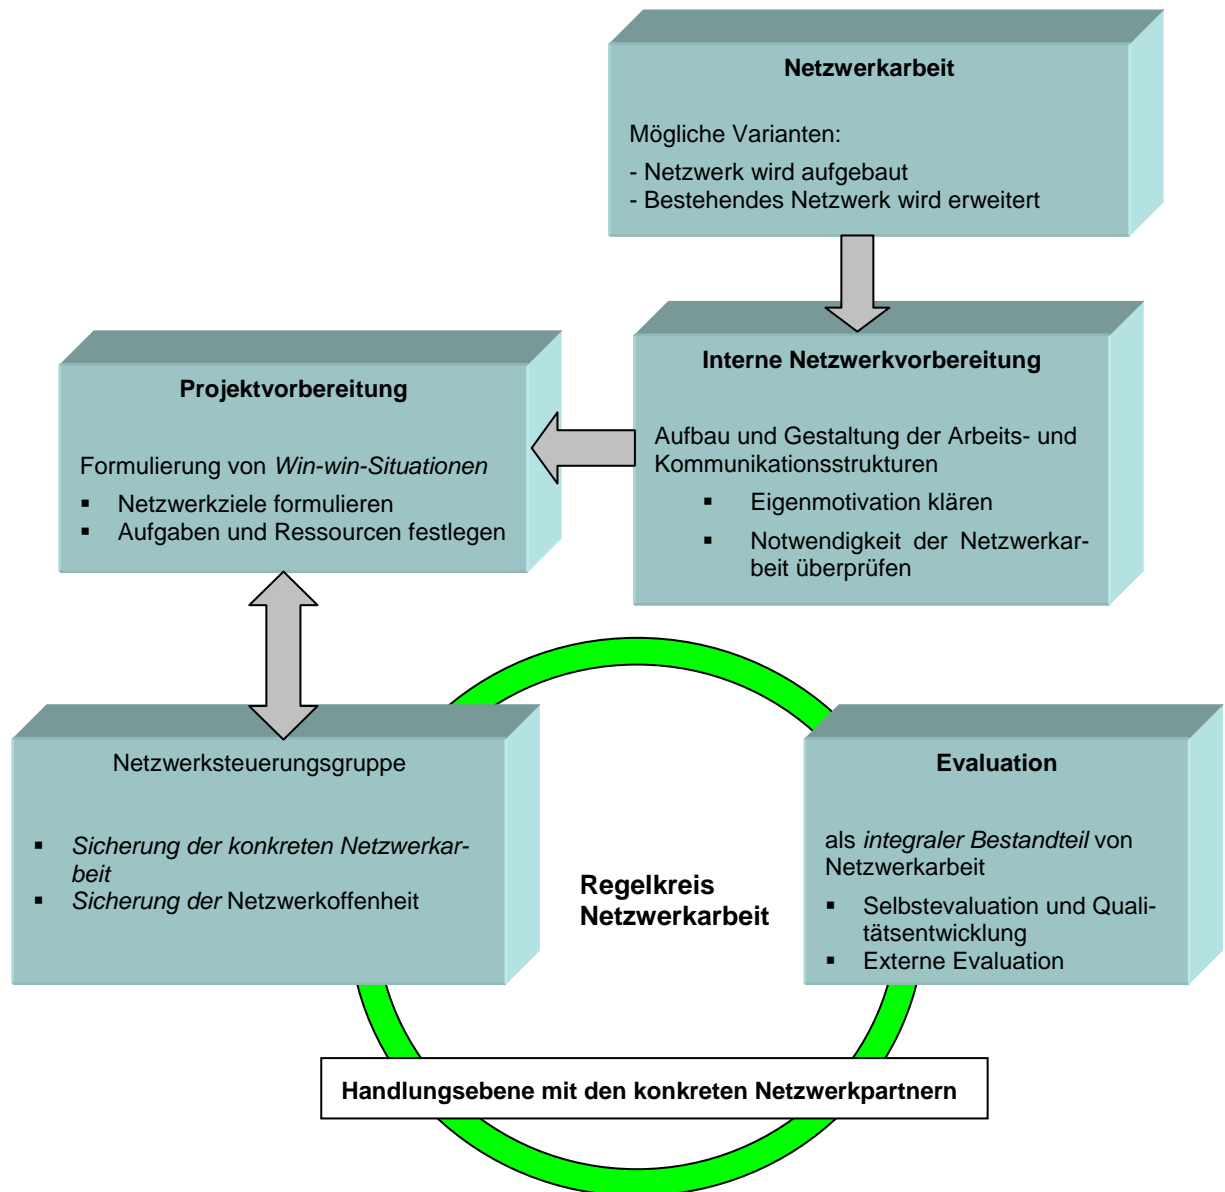 Netzwerkarbeit
Mögliche Varianten:
- Netzwerk wird aufgebaut
- Bestehendes Netzwerk wird erweitert
Interne Netzwerkvorbereitung
Aufbau und Gestaltung der Arbeits- und
Kommunikationsstrukturen
▪ Eigenmotivation klären
▪ Notwendigkeit der Netzwerkar-
beit überprüfen
Projektvorbereitung
Formulierung von Win-win-Situationen
▪ Netzwerkziele formulieren
▪ Aufgaben und Ressourcen festlegen
Netzwerksteuerungsgruppe
▪ Sicherung der konkreten Netzwerkar-
beit
▪ Sicherung der Netzwerkoffenheit
Regelkreis
Netzwerkarbeit
Evaluation
als integraler Bestandteil von
Netzwerkarbeit
▪ Selbstevaluation und Quali-
tätsentwicklung
▪ Externe Evaluation
Handlungsebene mit den konkreten Netzwerkpartnern